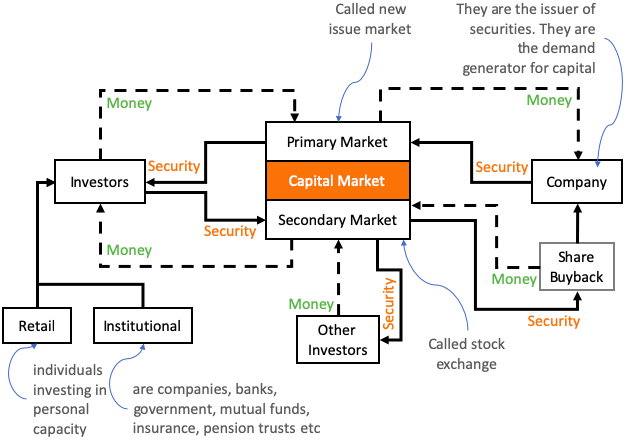 Called new
issue market
They are the issuer of
securities. They are
the demand
generator for capital
Money
Money
Primary Market
Security
Security
Investors
Capital Market
Company
Secondary Market
Security
Money
Share
Buyback
Money
Money
Security
Security
Retail
Institutional
Other
Investors
Called stock
exchange
individuals
investing in
personal
capacity
are companies, banks,
government, mutual funds,
insurance, pension trusts etc